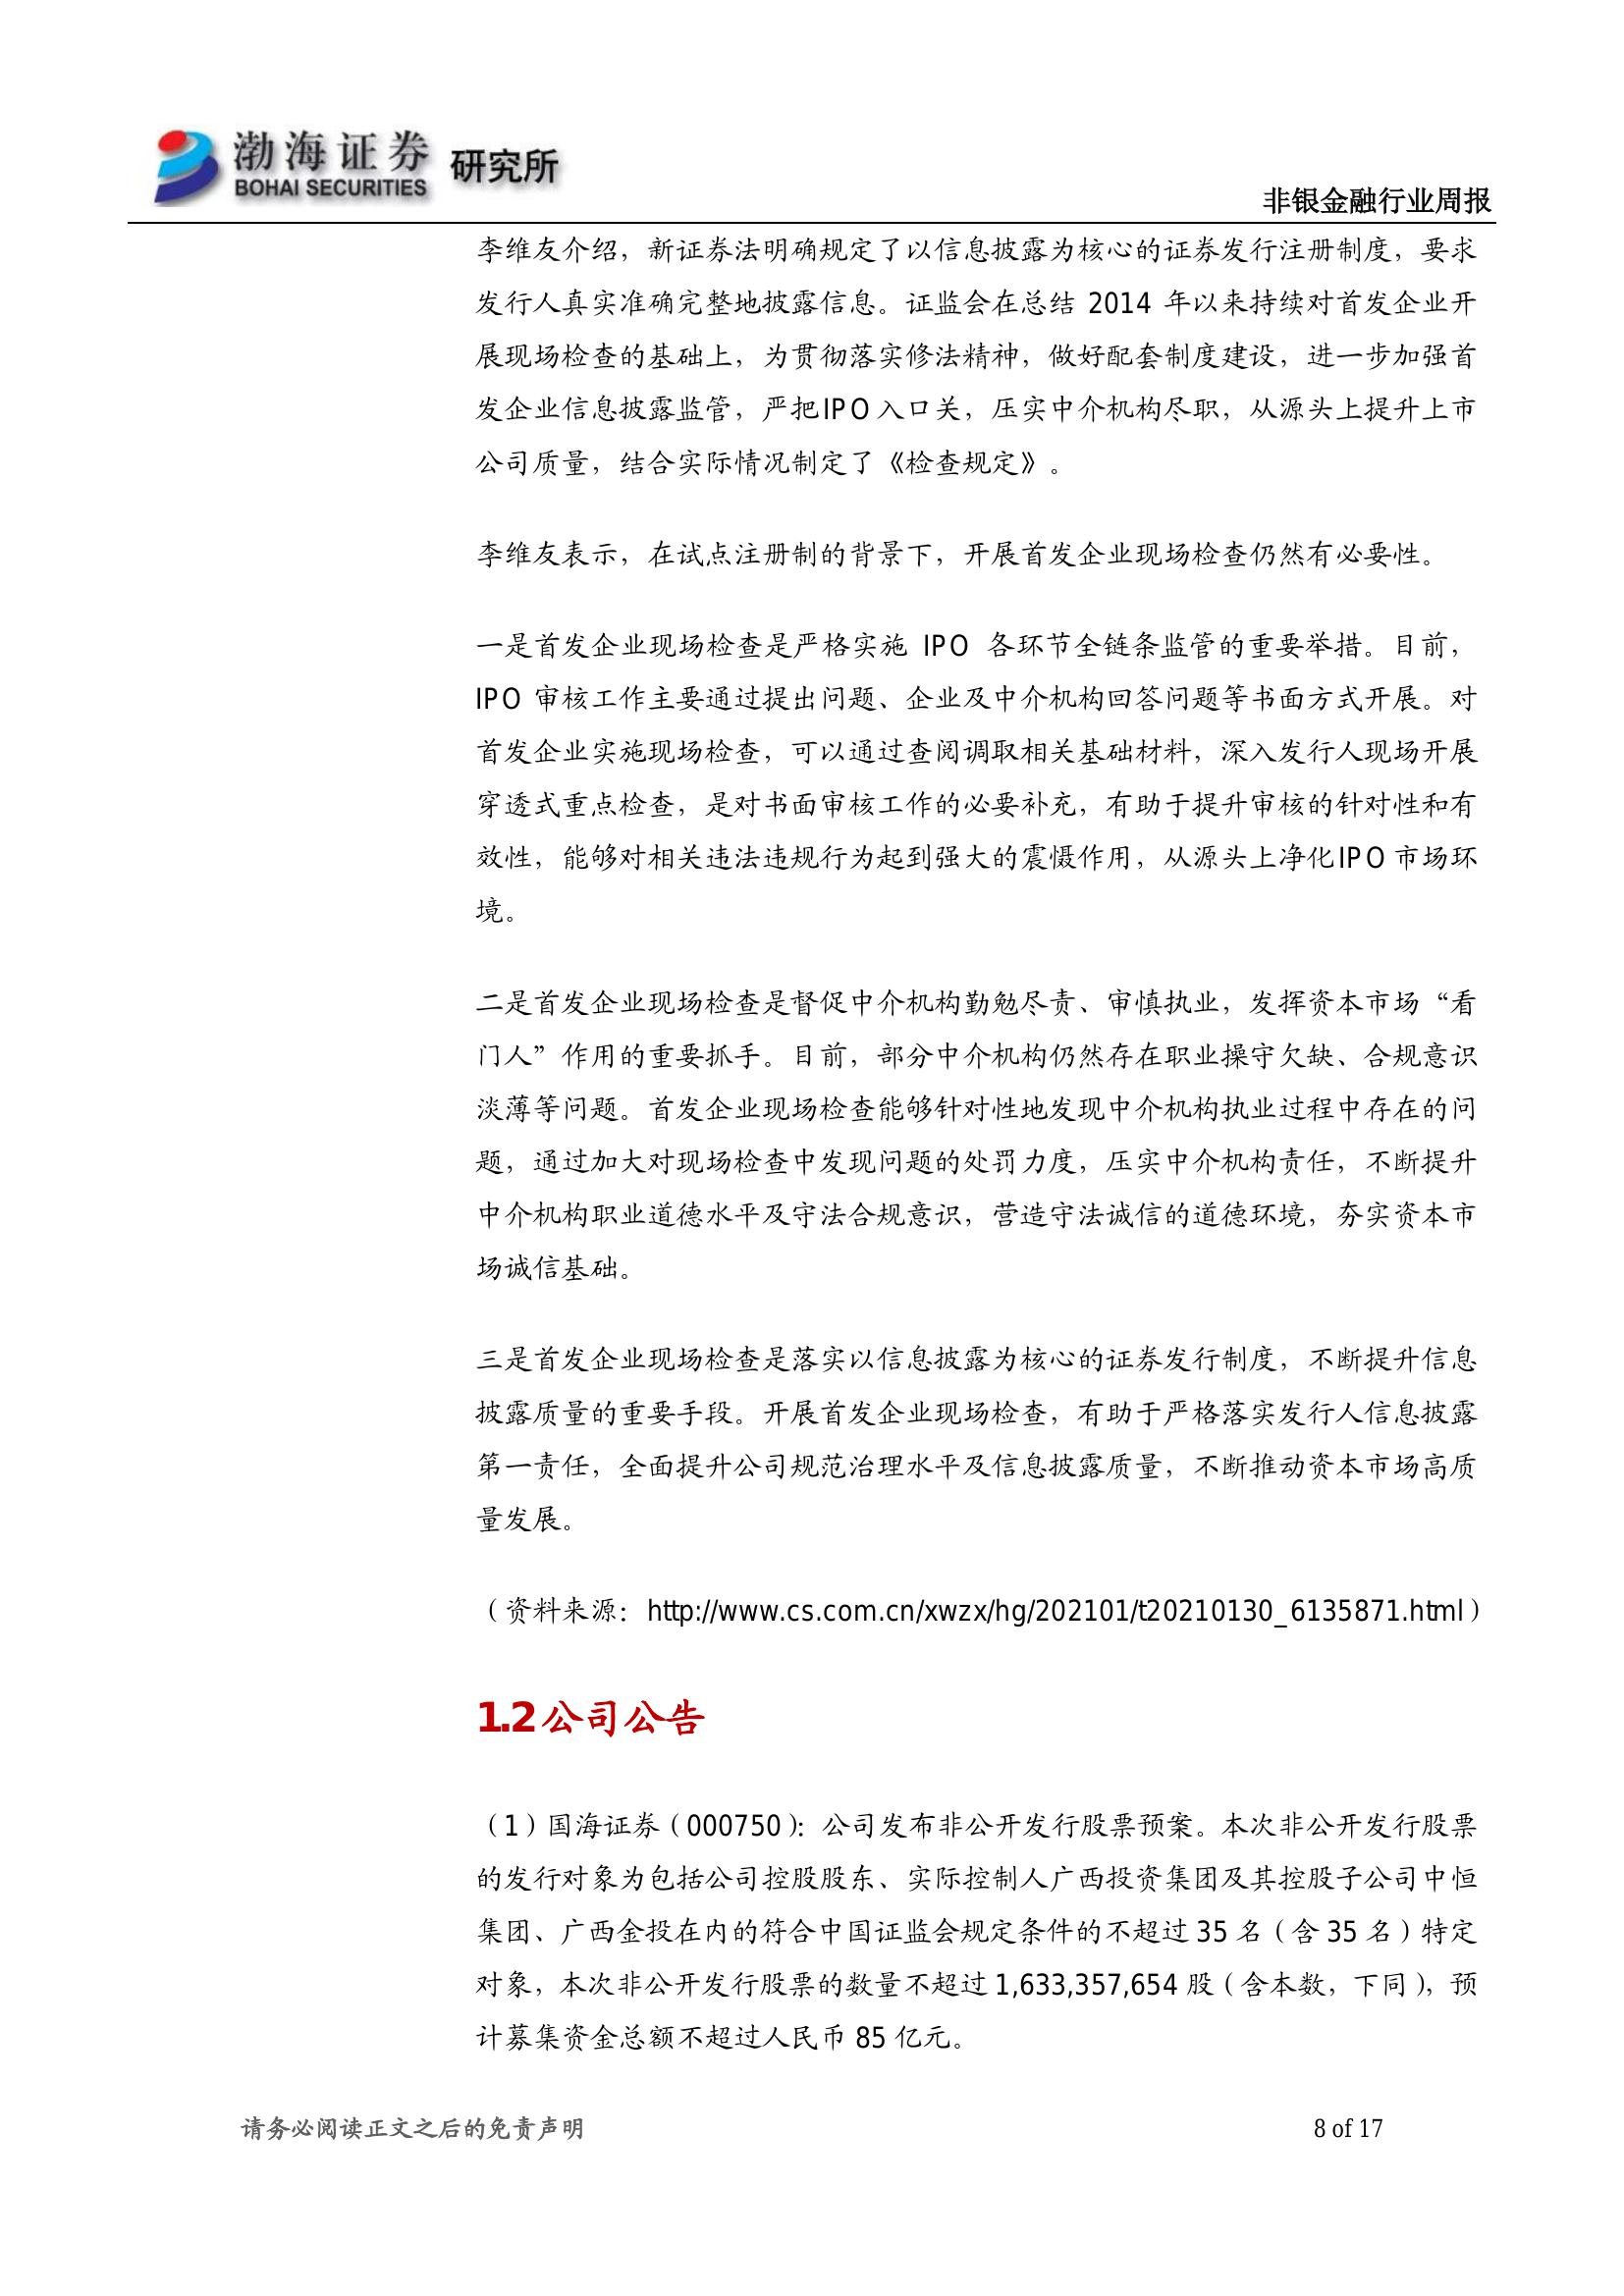 渤海证券 研究所
BOHAI SECURITIES
非银金融行业周报
李维友介绍，新证券法明确规定了以信息披露为核心的证券发行注册制度，要求
发行人真实准确完整地披露信息。证监会在总结 2014 年以来持续对首发企业开
展现场检查的基础上，为贯彻落实修法精神，做好配套制度建设，进一步加强首
发企业信息披露监管，严把IPO 入口关，压实中介机构尽职，从源头上提升上市
公司质量，结合实际情况制定了《检查规定》。
李维友表示，在试点注册制的背景下，开展首发企业现场检查仍然有必要性。
一是首发企业现场检查是严格实施 IPO 各环节全链条监管的重要举措。目前，
IPO 审核工作主要通过提出问题、企业及中介机构回答问题等书面方式开展。对
首发企业实施现场检查，可以通过查阅调取相关基础材料，深入发行人现场开展
穿透式重点检查，是对书面审核工作的必要补充，有助于提升审核的针对性和有
效性，能够对相关违法违规行为起到强大的震慑作用，从源头上净化IPO 市场环
境。
二是首发企业现场检查是督促中介机构勤勉尽责、审慎执业，发挥资本市场“看
门人”作用的重要抓手。目前，部分中介机构仍然存在职业操守欠缺、合规意识
淡薄等问题。首发企业现场检查能够针对性地发现中介机构执业过程中存在的问
题，通过加大对现场检查中发现问题的处罚力度，压实中介机构责任，不断提升
中介机构职业道德水平及守法合规意识，营造守法诚信的道德环境，夯实资本市
场诚信基础。
三是首发企业现场检查是落实以信息披露为核心的证券发行制度，不断提升信息
披露质量的重要手段。开展首发企业现场检查，有助于严格落实发行人信息披露
第一责任，全面提升公司规范治理水平及信息披露质量，不断推动资本市场高质
量发展。
（资料来源：http://www.cs.com.cn/xwzx/hg/202101/t20210130_6135871.html）
1.2 公司公告
（1）国海证券（000750）：公司发布非公开发行股票预案。本次非公开发行股票
的发行对象为包括公司控股股东、实际控制人广西投资集团及其控股子公司中恒
集团、广西金投在内的符合中国证监会规定条件的不超过 35 名（含 35 名）特定
对象，本次非公开发行股票的数量不超过 1,633,357,654 股（含本数，下同），预
计募集资金总额不超过人民币 85 亿元。
请务必阅读正文之后的免责声明
8 of 17